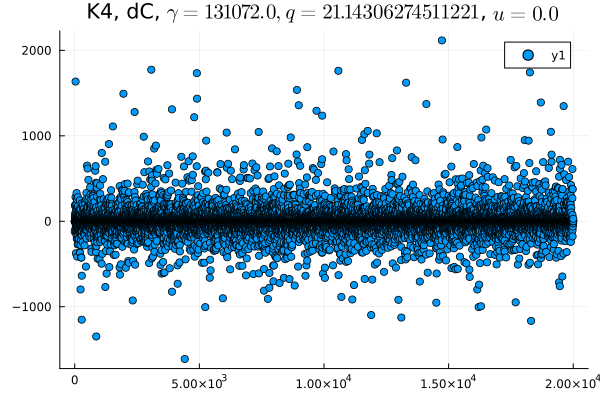 K4, dC, γ = 131072.0, q = 21.14306274511221, u = 0.0
y1
2000
1000
0
−1000
0 5.00×10³ 1.00×10⁴ 1.50×10⁴ 2.00×10⁴